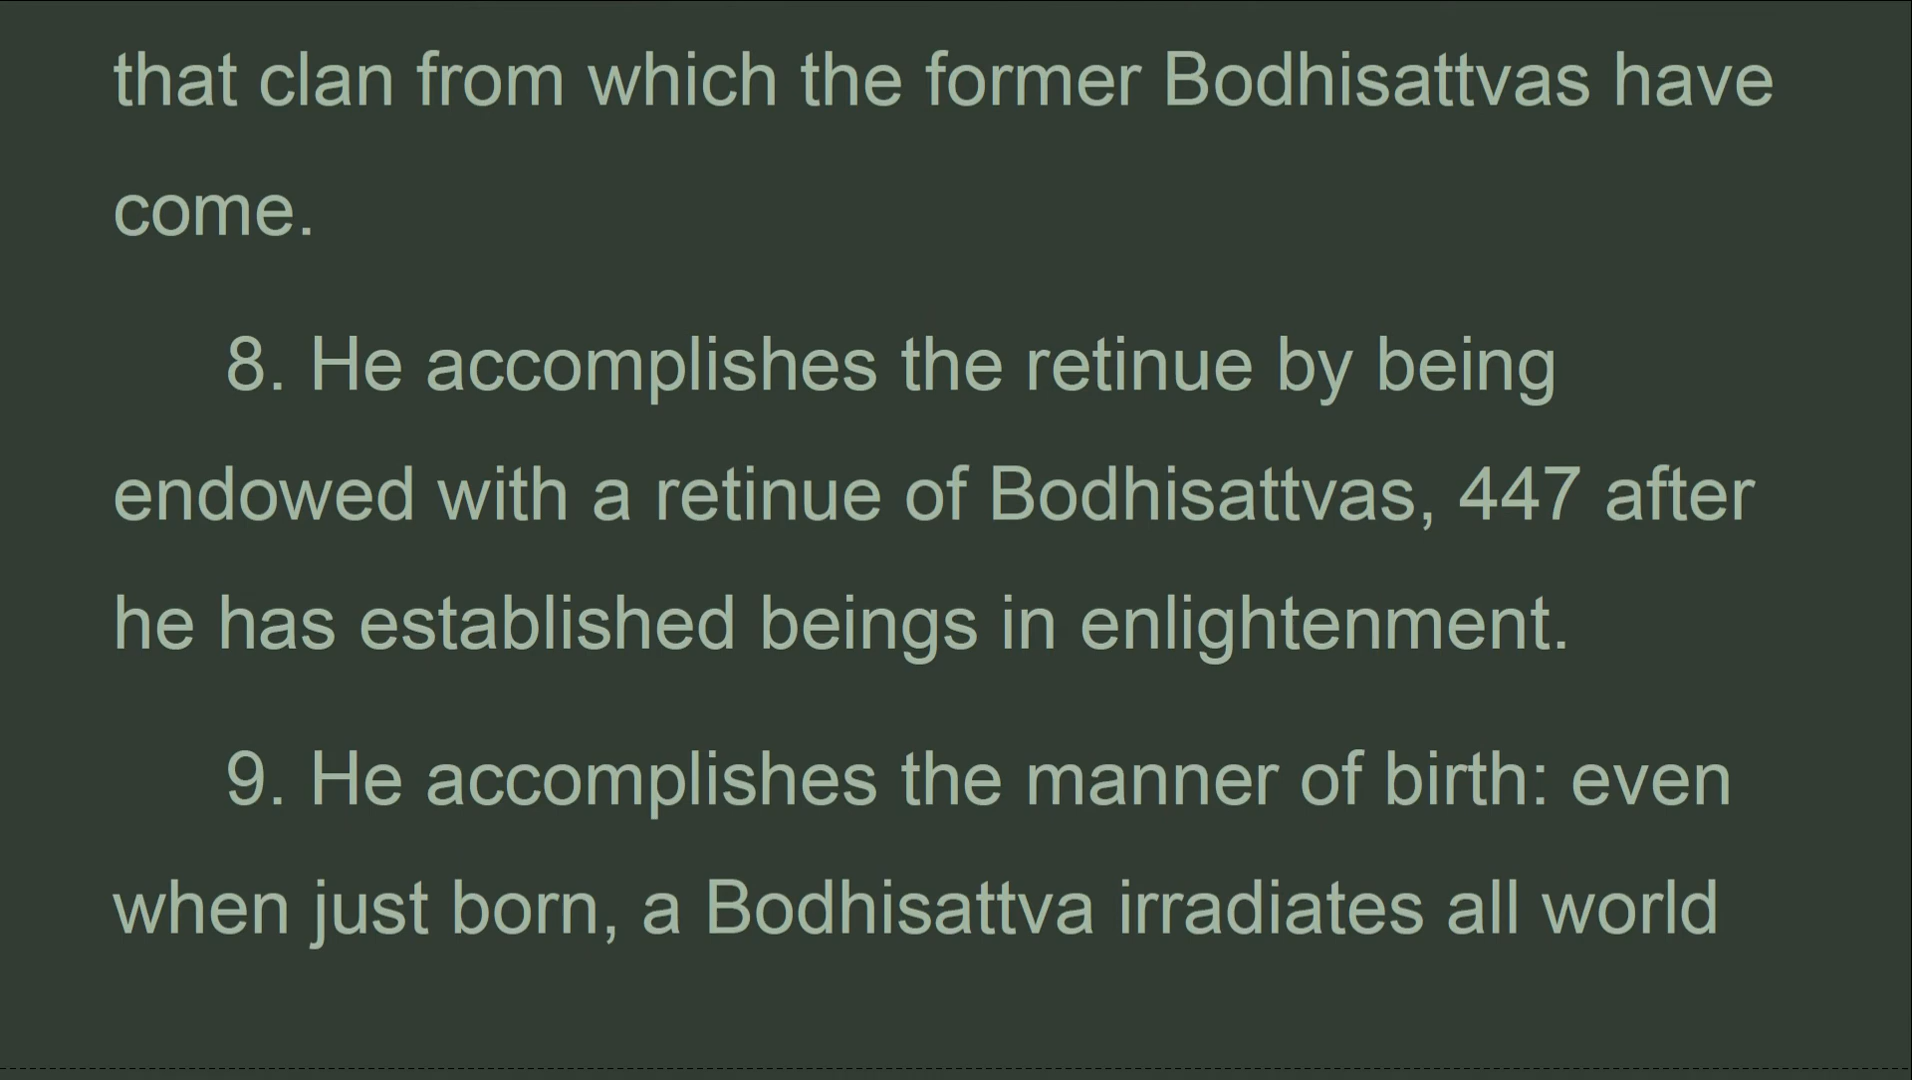 that clan from which the former Bodhisattvas have
come.
8. He accomplishes the retinue by being
endowed with a retinue of Bodhisattvas, 447 after
he has established beings in enlightenment.
9. He accomplishes the manner of birth: even
when just born, a Bodhisattva irradiates all world